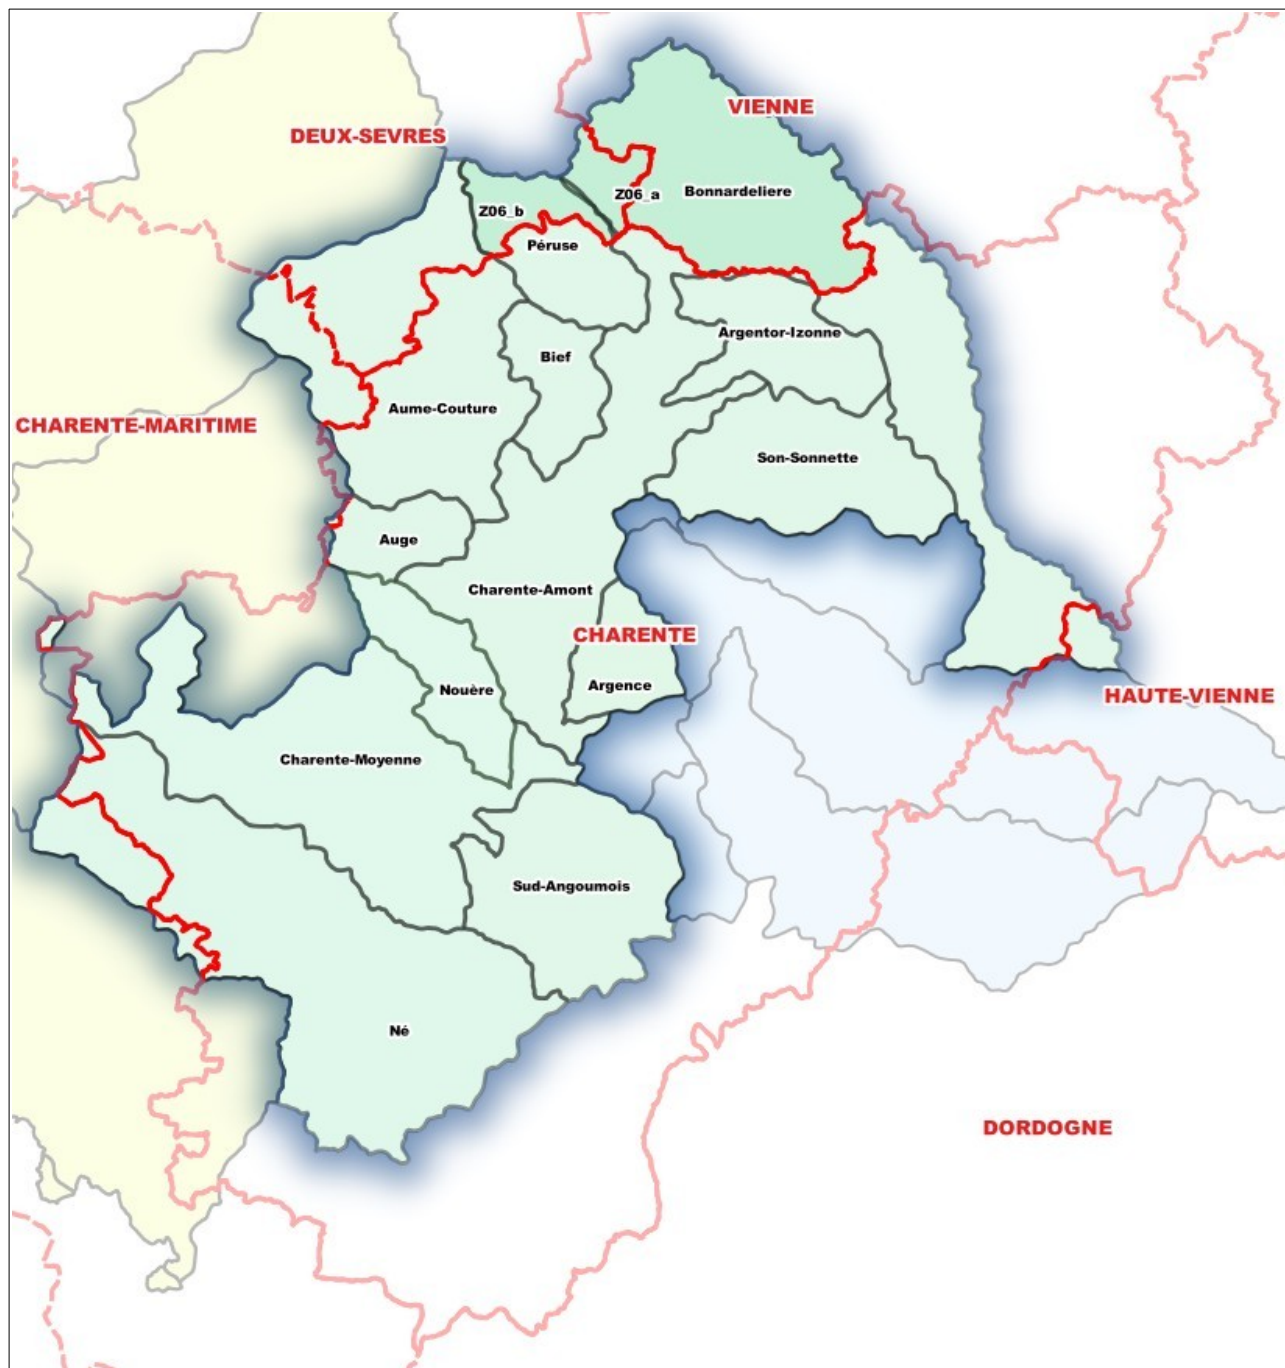 VIENNE
DEUX-SEVRES
Bonnardeliere
Z06_a
Z06_b
Péruse
Argentor-Izonne
Bief
Aume-Couture
CHARENTE-MARITIME
Son-Sonnette
Auge
Charente-Amont
CHARENTE
Argence
Nouère
HAUTE-VIENNE
Charente-Moyenne
Sud-Angoumois
Né
DORDOGNE